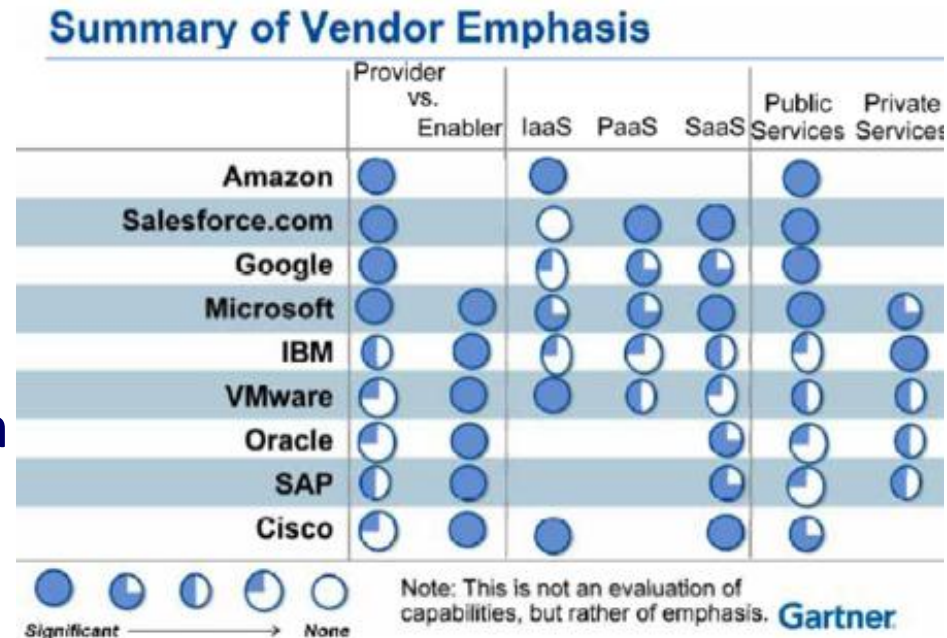 Summary of Vendor Emphasis
Provider
vs.
Enabler
IaaS PaaS SaaS
Public Services
Private Services
Amazon
Salesforce.com
Google
Microsoft
IBM
VMware
Oracle
SAP
Cisco
n
Significant None
Note: This is not an evaluation of
capabilities, but rather of emphasis.
Gartner